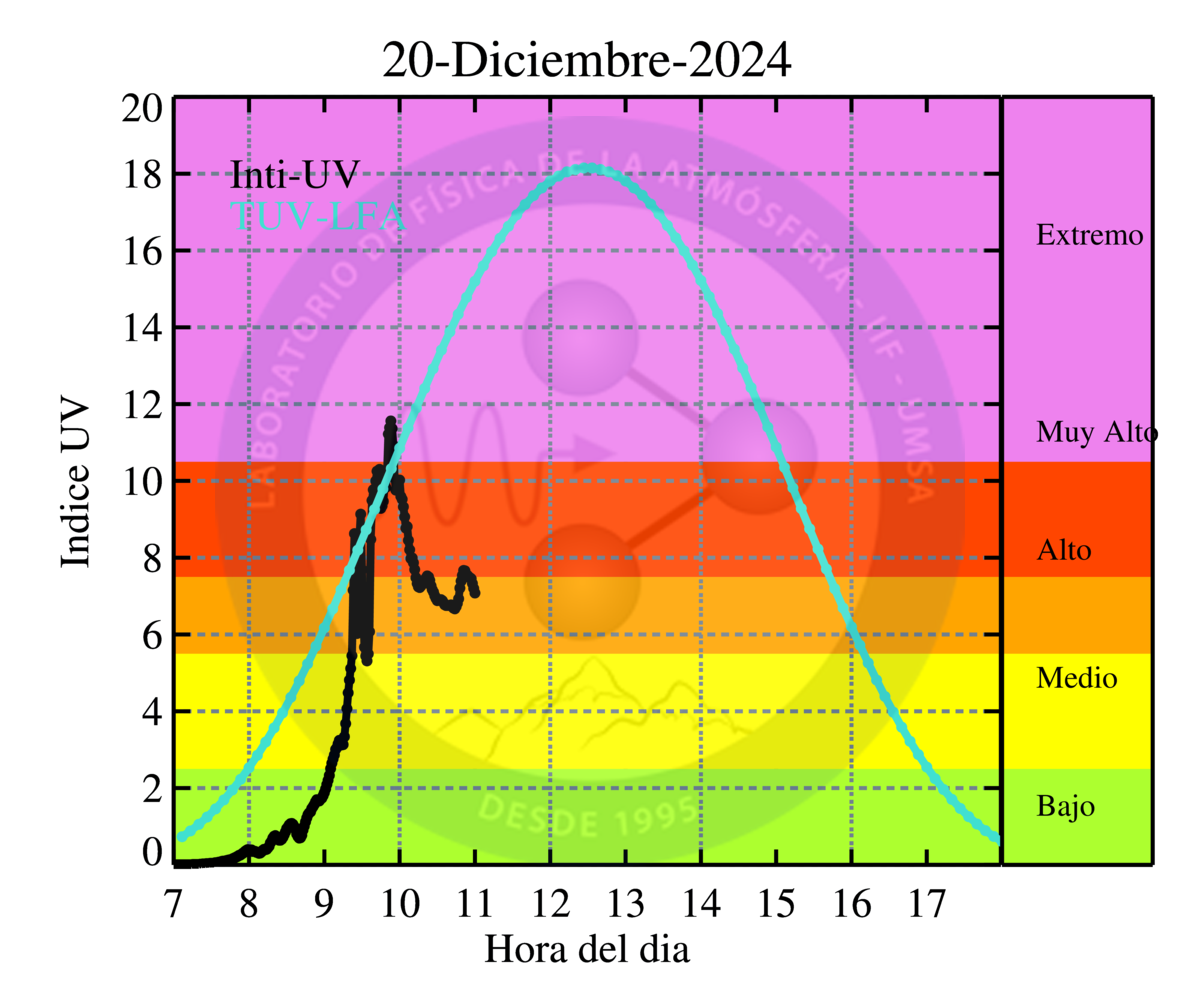 20-Diciembre-2024
20
18
16
14
12
10
8
6
4
2
0
Indice UV
Inti-UV
TUV-LFA
LABORATORIO DE FÍSICA DE LA ATMÓSFERA - IIF - UMSA
DESDE 1995
Extremo
Muy Alto
Alto
Medio
Bajo
7 8 9 10 11 12 13 14 15 16 17
Hora del dia